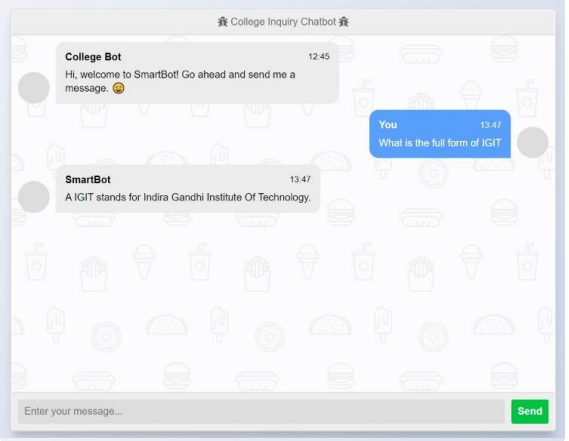 College Inquiry Chatbot
College Bot 12:45
Hi, welcome to SmartBot! Go ahead and send me a
message. 😄
You 13:47
What is the full form of IGIT
SmartBot 13:47
A IGIT stands for Indira Gandhi Institute Of Technology.
Enter your message... Send